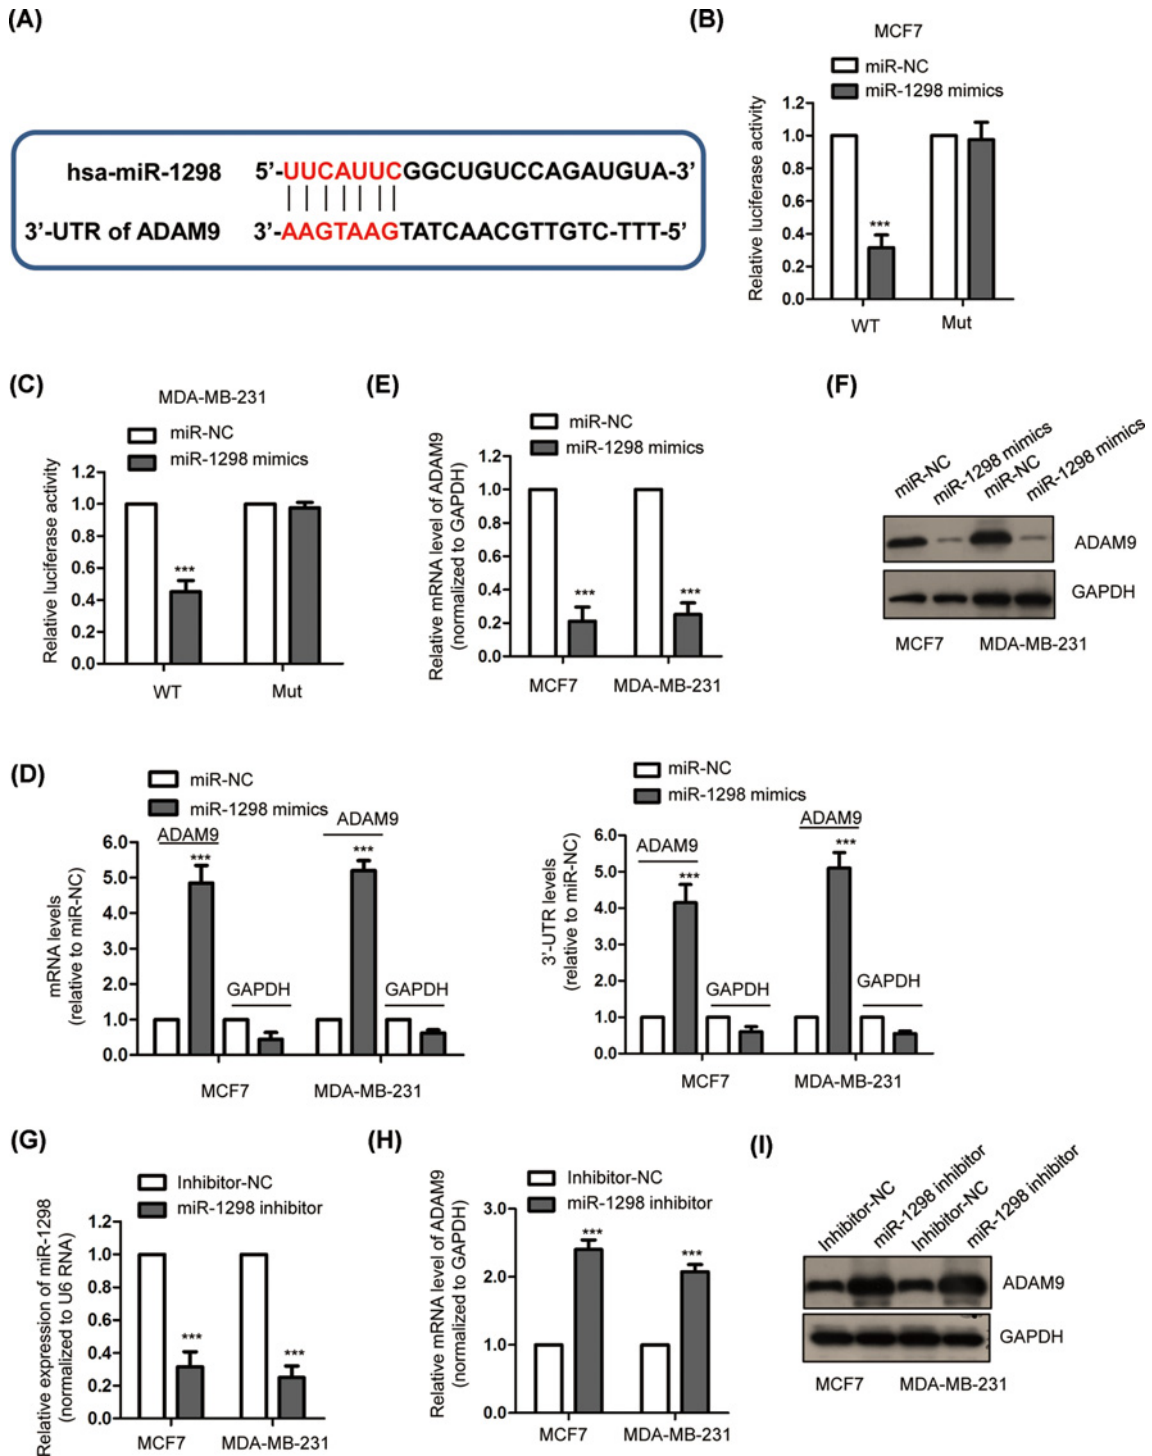 (A)
hsa-miR-1298 5'-UUCAUUCGGCUGUCCAGAUGUA-3'
3'-UTR of ADAM9 3'-AAGTAAGTATCAACGTTGTC-TTT-5'
(B)
MCF7
miR-NC
miR-1298 mimics
Relative luciferase activity
1.2
1.0
0.8
0.6
0.4
0.2
0.0
***
WT Mut
(C)
MDA-MB-231
miR-NC
miR-1298 mimics
Relative luciferase activity
1.2
1.0
0.8
0.6
0.4
0.2
0.0
***
WT Mut
(E)
miR-NC
miR-1298 mimics
Relative mRNA level of ADAM9
(normalized to GAPDH)
1.2
1.0
0.8
0.6
0.4
0.2
0.0
*** ***
MCF7 MDA-MB-231
(F)
miR-NC miR-1298 mimics miR-NC miR-1298 mimics
ADAM9
GAPDH
MCF7 MDA-MB-231
(D)
miR-NC
miR-1298 mimics
mRNA levels
(relative to miR-NC)
6.0
5.0
4.0
3.0
2.0
1.0
0.0
ADAM9
***
GAPDH
ADAM9
***
GAPDH
MCF7 MDA-MB-231
miR-NC
miR-1298 mimics
3'-UTR levels
(relative to miR-NC)
6.0
5.0
4.0
3.0
2.0
1.0
0.0
ADAM9
***
GAPDH
ADAM9
***
GAPDH
MCF7 MDA-MB-231
(G)
Inhibitor-NC
miR-1298 inhibitor
Relative expression of miR-1298
(normalized to U6 RNA)
1.2
1.0
0.8
0.6
0.4
0.2
0.0
*** ***
MCF7 MDA-MB-231
(H)
Inhibitor-NC
miR-1298 inhibitor
Relative mRNA level of ADAM9
(normalized to GAPDH)
3.0
2.0
1.0
0.0
*** ***
MCF7 MDA-MB-231
(I)
Inhibitor-NC miR-1298 inhibitor Inhibitor-NC miR-1298 inhibitor
ADAM9
GAPDH
MCF7 MDA-MB-231